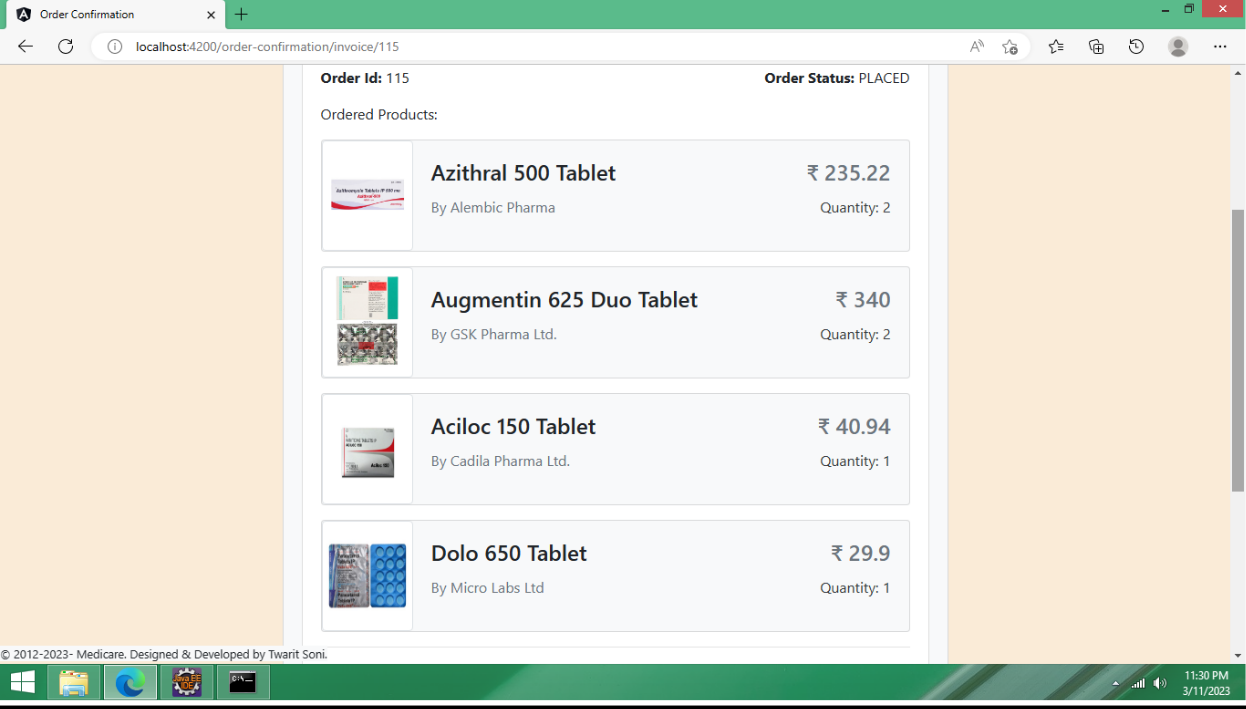 Order Confirmation
localhost:4200/order-confirmation/invoice/115
Order Id: 115 Order Status: PLACED
Ordered Products:
Azithral 500 Tablet ₹ 235.22
By Alembic Pharma Quantity: 2
Augmentin 625 Duo Tablet ₹ 340
By GSK Pharma Ltd. Quantity: 2
Aciloc 150 Tablet ₹ 40.94
By Cadila Pharma Ltd. Quantity: 1
Dolo 650 Tablet ₹ 29.9
By Micro Labs Ltd Quantity: 1
© 2012-2023- Medicare. Designed & Developed by Twarit Soni.
Java EE
IDE
C:\_
11:30 PM
3/11/2023